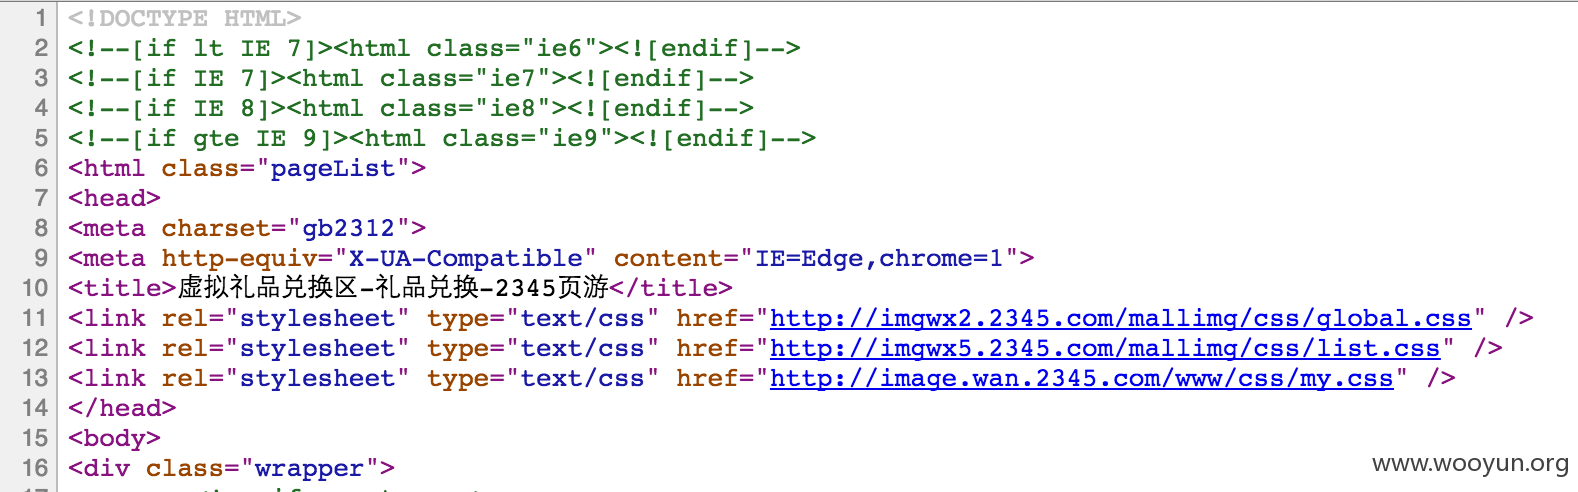 1 <!DOCTYPE HTML>
2 <!--[if lt IE 7]><html class="ie6"><![endif]-->
3 <!--[if IE 7]><html class="ie7"><![endif]-->
4 <!--[if IE 8]><html class="ie8"><![endif]-->
5 <!--[if gte IE 9]><html class="ie9"><![endif]-->
6 <html class="pageList">
7 <head>
8 <meta charset="gb2312">
9 <meta http-equiv="X-UA-Compatible" content="IE=Edge,chrome=1">
10 <title>虚拟礼品兑换区-礼品兑换-2345页游</title>
11 <link rel="stylesheet" type="text/css" href="http://imgwx2.2345.com/mallimg/css/global.css" />
12 <link rel="stylesheet" type="text/css" href="http://imgwx5.2345.com/mallimg/css/list.css" />
13 <link rel="stylesheet" type="text/css" href="http://image.wan.2345.com/www/css/my.css" />
14 </head>
15 <body>
16 <div class="wrapper">
www.wooyun.org